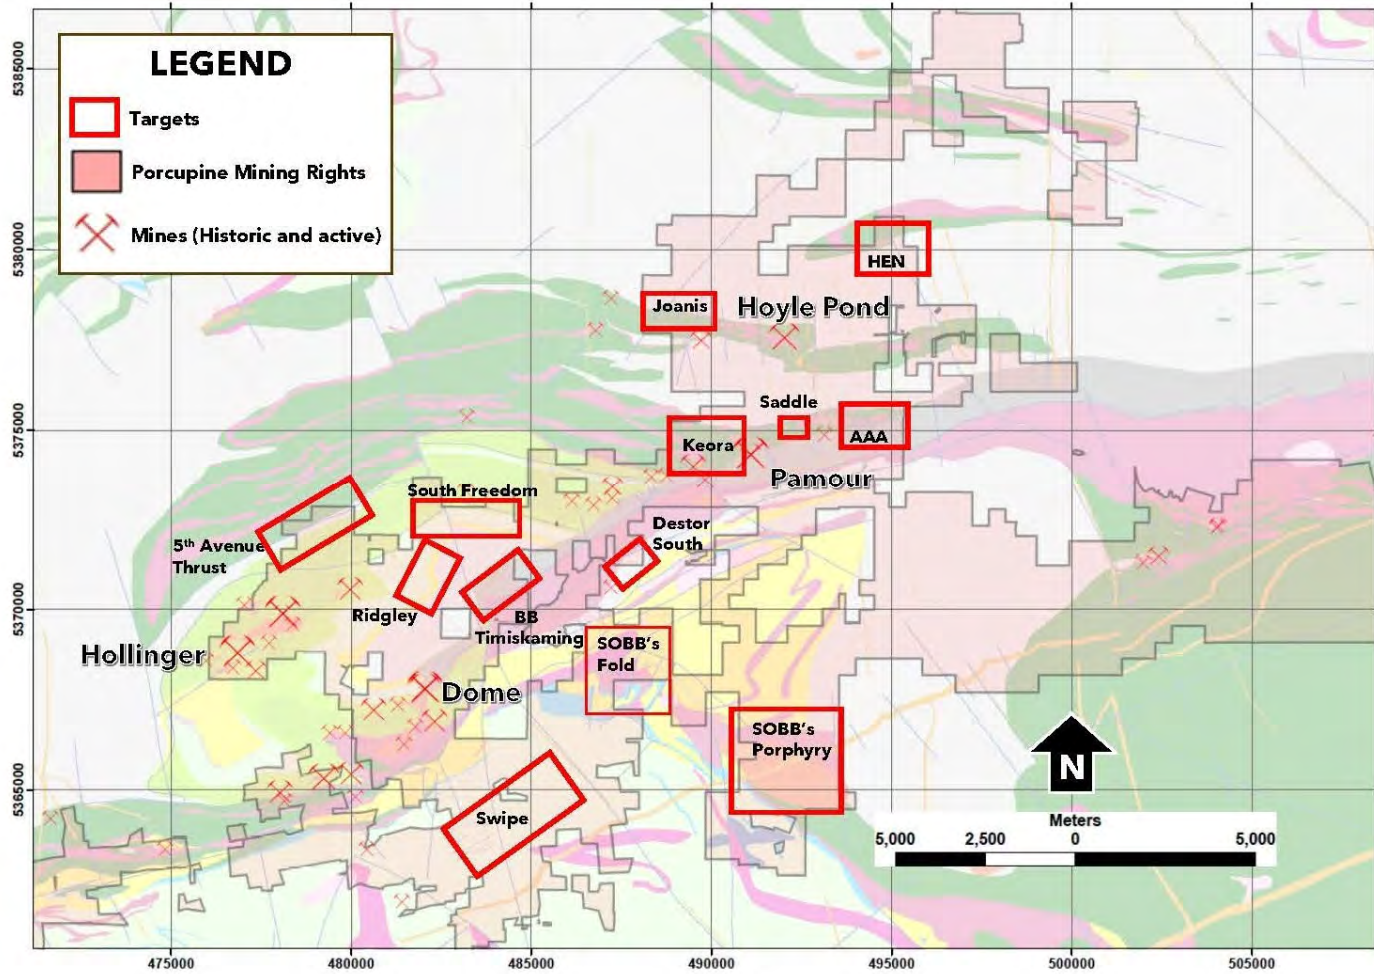 LEGEND
Targets
Porcupine Mining Rights
Mines (Historic and active)
5385000
5380000
5375000
5370000
5365000
HEN
Joanis
Hoyle Pond
Saddle
Keora
AAA
Pamour
South Freedom
Destor
South
5th Avenue
Thrust
Ridgley
BB
Timiskaming
Hollinger
SOBB's
Fold
Dome
SOBB's
Porphyry
Swipe
N
Meters
5,000 2,500 0 5,000
475000 480000 485000 490000 495000 500000 505000